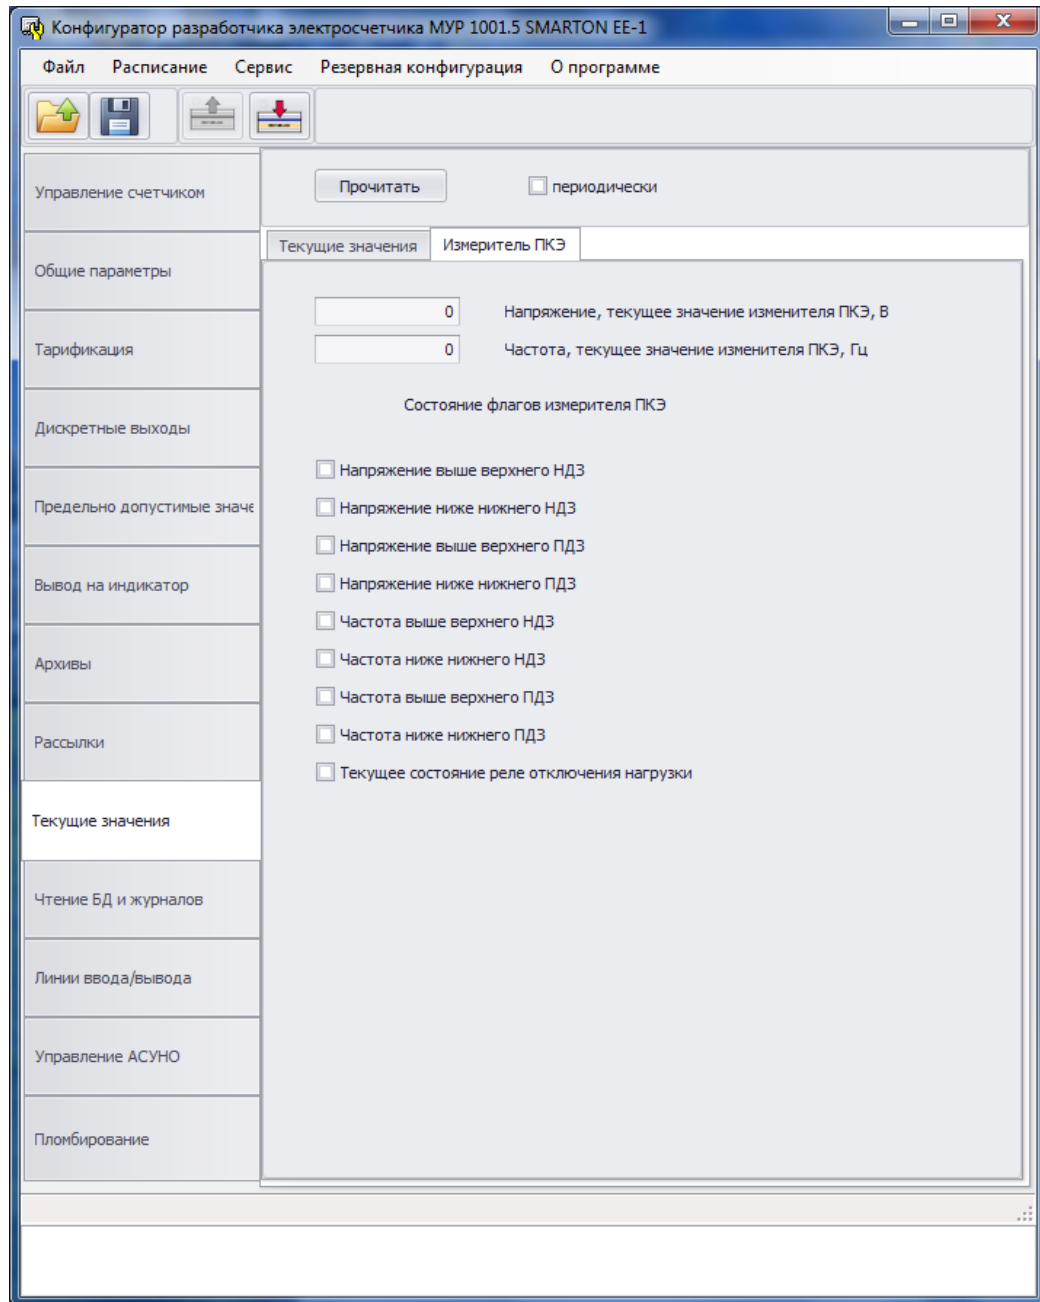 Конфигуратор разработчика электросчетчика МУР 1001.5 SMARTON EE-1
Файл Расписание Сервис Резервная конфигурация О программе
Прочитать периодически
Текущие значения Измеритель ПКЭ
Управление счетчиком
Общие параметры
Тарификация
Дискретные выходы
Предельно допустимые значе
Вывод на индикатор
Архивы
Рассылки
Текущие значения
Чтение БД и журналов
Линии ввода/вывода
Управление АСУНО
Пломбирование
0 Напряжение, текущее значение изменителя ПКЭ, В
0 Частота, текущее значение изменителя ПКЭ, Гц
Состояние флагов измерителя ПКЭ
Напряжение выше верхнего НДЗ
Напряжение ниже нижнего НДЗ
Напряжение выше верхнего ПДЗ
Напряжение ниже нижнего ПДЗ
Частота выше верхнего НДЗ
Частота ниже нижнего НДЗ
Частота выше верхнего ПДЗ
Частота ниже нижнего ПДЗ
Текущее состояние реле отключения нагрузки